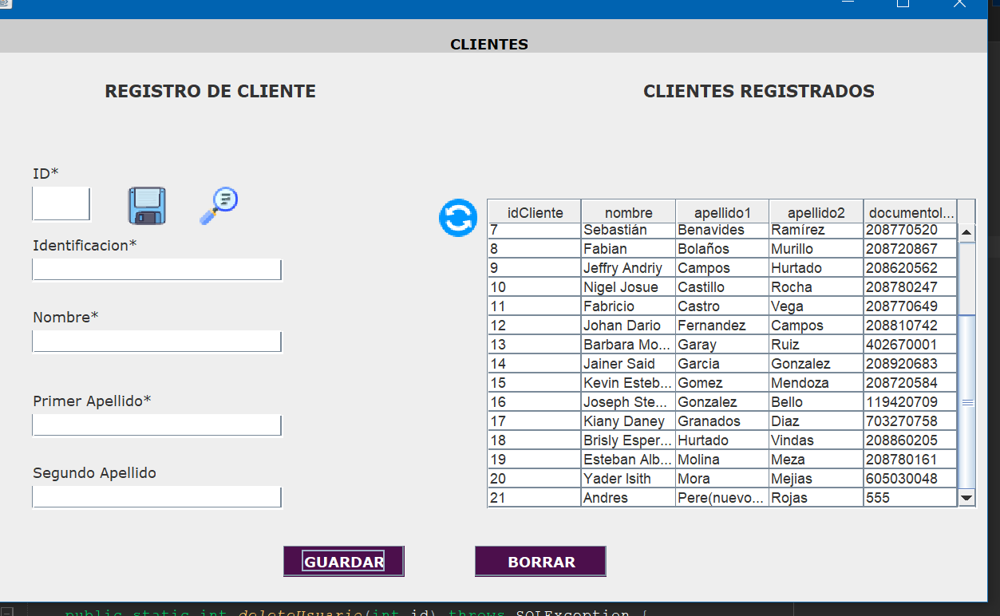 CLIENTES
REGISTRO DE CLIENTE
CLIENTES REGISTRADOS
ID*
Identificacion*
Nombre*
Primer Apellido*
Segundo Apellido
idCliente nombre apellido1 apellido2 documentoI...
7 Sebastián Benavides Ramírez 208770520
8 Fabian Bolaños Murillo 208720867
9 Jeffry Andriy Campos Hurtado 208620562
10 Nigel Josue Castillo Rocha 208780247
11 Fabricio Castro Vega 208770649
12 Johan Dario Fernandez Campos 208810742
13 Barbara Mo... Garay Ruiz 402670001
14 Jainer Said Garcia Gonzalez 208920683
15 Kevin Esteb... Gomez Mendoza 208720584
16 Joseph Ste... Gonzalez Bello 119420709
17 Kiany Daney Granados Diaz 703270758
18 Brisly Esper... Hurtado Vindas 208860205
19 Esteban Alb... Molina Meza 208780161
20 Yader Isith Mora Mejias 605030048
21 Andres Pere(nuevo... Rojas 555
GUARDAR
BORRAR
public static int deleteUsuario(int id) throws SQLException {